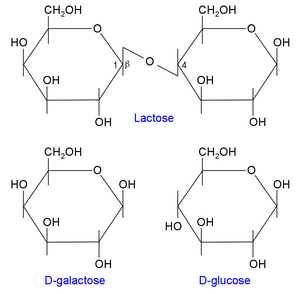 CH₂OH CH₂OH
O O
HO OH
1 β O 4
OH OH
OH OH
Lactose
CH₂OH CH₂OH
O O
HO OH OH
OH OH
HO
OH OH
D-galactose D-glucose